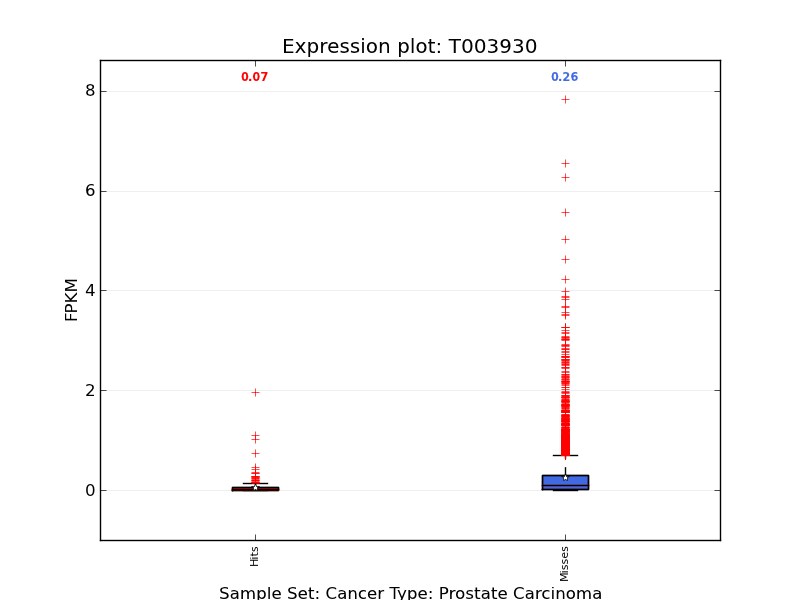 Expression plot: T003930
0.07
0.26
8
6
4
2
0
FPKM
Hits
Misses
Sample Set: Cancer Type: Prostate Carcinoma